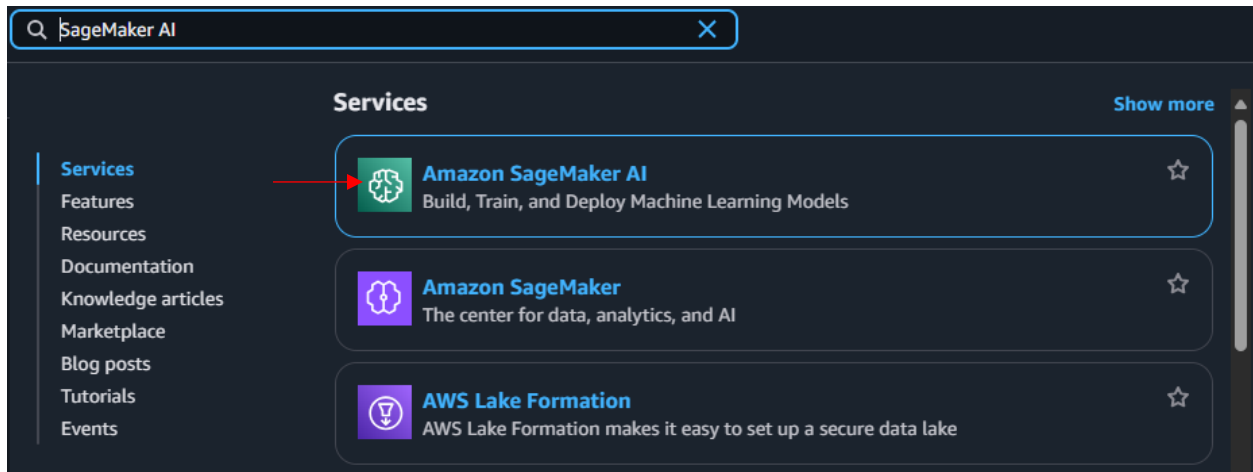 SageMaker AI
Services
Show more
Services
Features
Resources
Documentation
Knowledge articles
Marketplace
Blog posts
Tutorials
Events
Amazon SageMaker AI
Build, Train, and Deploy Machine Learning Models
Amazon SageMaker
The center for data, analytics, and AI
AWS Lake Formation
AWS Lake Formation makes it easy to set up a secure data lake